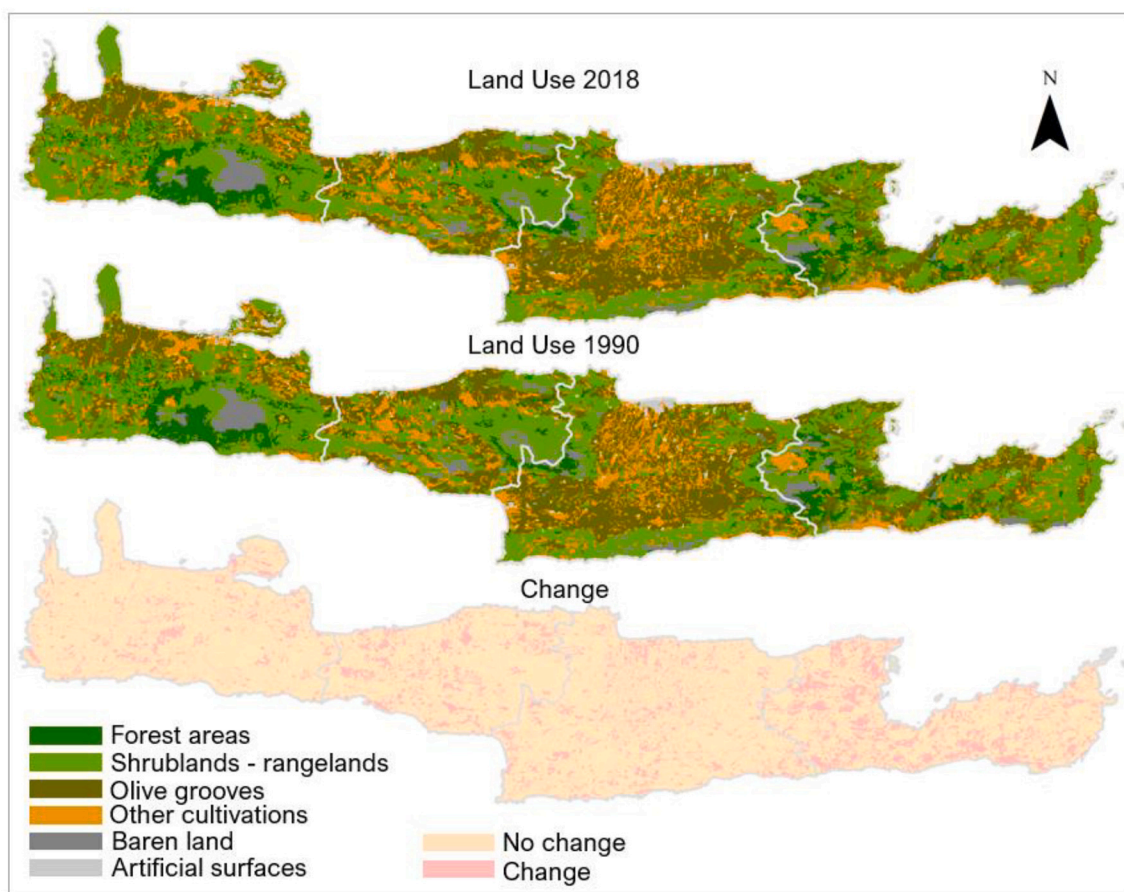 Land Use 2018
N
Land Use 1990
Change
Forest areas
Shrublands - rangelands
Olive grooves
Other cultivations
Baren land
Artificial surfaces
No change
Change